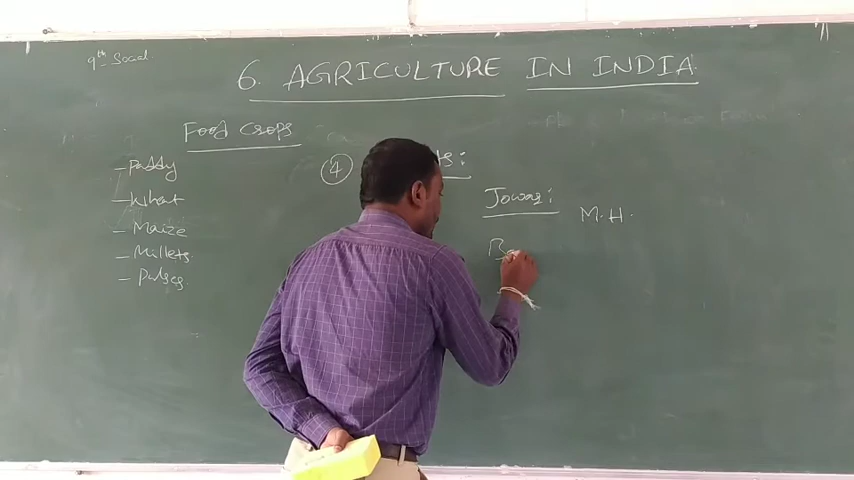 9th Social
6. AGRICULTURE IN INDIA
Food crops
- Paddy
- Wheat
- Maize
- Millets
- Pulses
4
Jowar:
M.H.